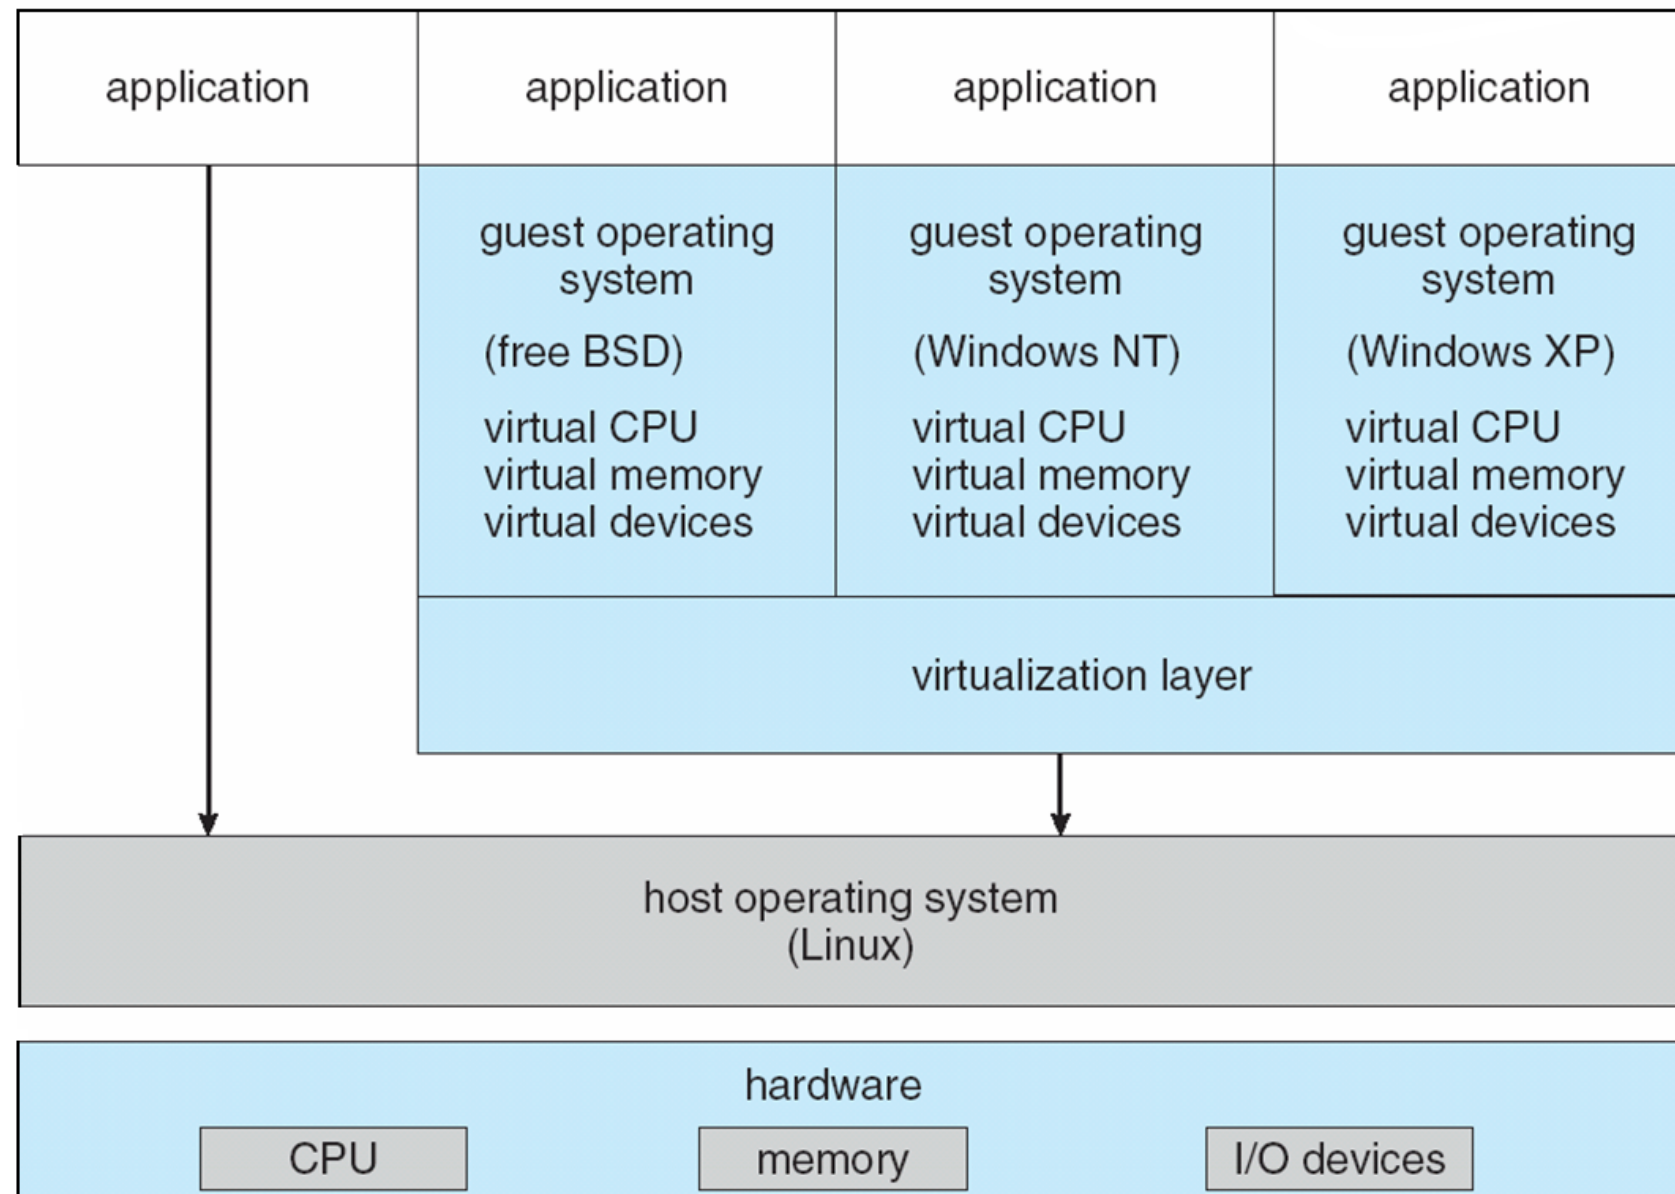 application
application
application
application
guest operating
system
(free BSD)
virtual CPU
virtual memory
virtual devices
guest operating
system
(Windows NT)
virtual CPU
virtual memory
virtual devices
guest operating
system
(Windows XP)
virtual CPU
virtual memory
virtual devices
virtualization layer
host operating system
(Linux)
hardware
CPU
memory
I/O devices